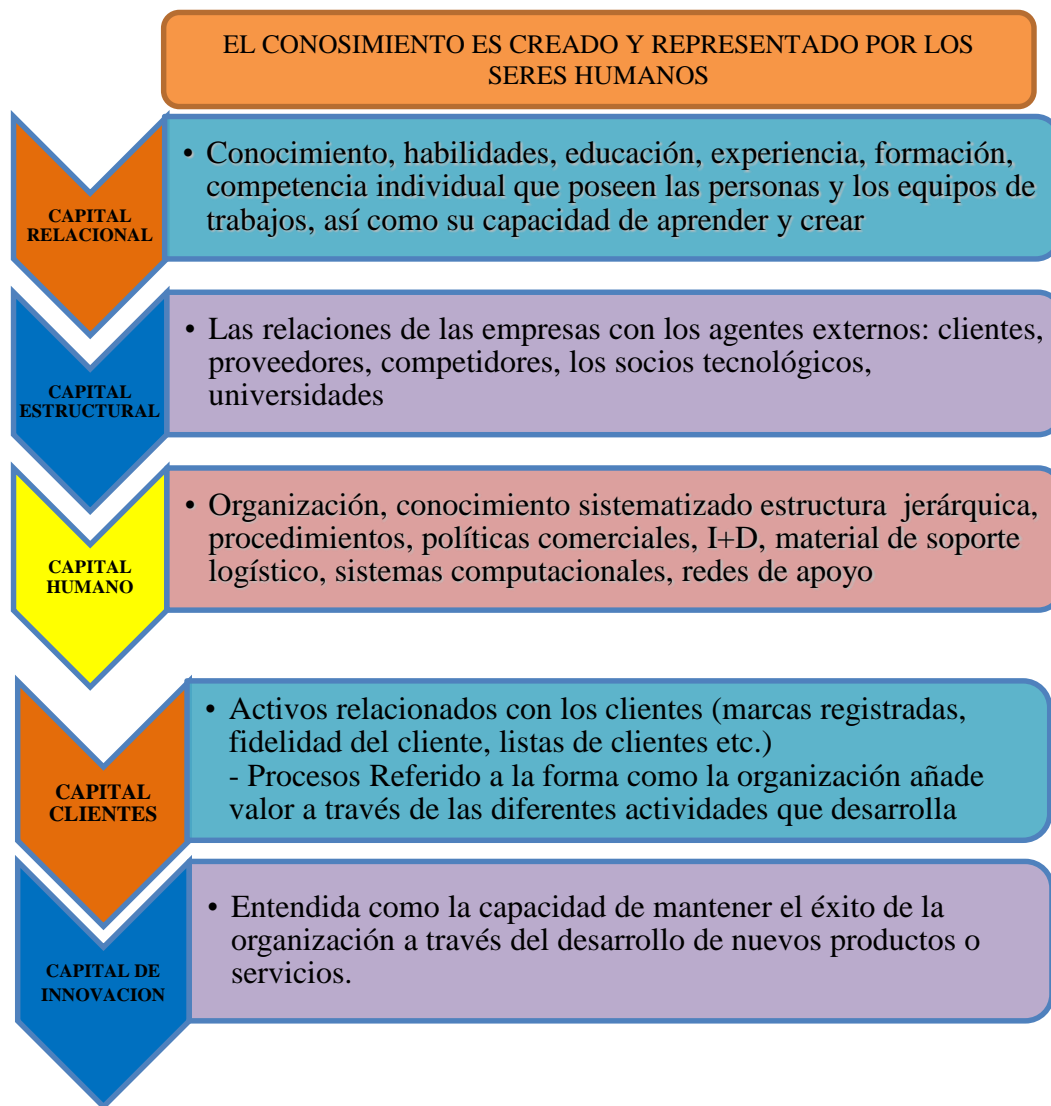 EL CONOSIMIENTO ES CREADO Y REPRESENTADO POR LOS
SERES HUMANOS
CAPITAL
RELACIONAL
• Conocimiento, habilidades, educación, experiencia, formación,
competencia individual que poseen las personas y los equipos de
trabajos, así como su capacidad de aprender y crear
CAPITAL
ESTRUCTURAL
• Las relaciones de las empresas con los agentes externos: clientes,
proveedores, competidores, los socios tecnológicos,
universidades
CAPITAL
HUMANO
• Organización, conocimiento sistematizado estructura jerárquica,
procedimientos, políticas comerciales, I+D, material de soporte
logístico, sistemas computacionales, redes de apoyo
CAPITAL
CLIENTES
• Activos relacionados con los clientes (marcas registradas,
fidelidad del cliente, listas de clientes etc.)
- Procesos Referido a la forma como la organización añade
valor a través de las diferentes actividades que desarrolla
CAPITAL DE
INNOVACION
• Entendida como la capacidad de mantener el éxito de la
organización a través del desarrollo de nuevos productos o
servicios.